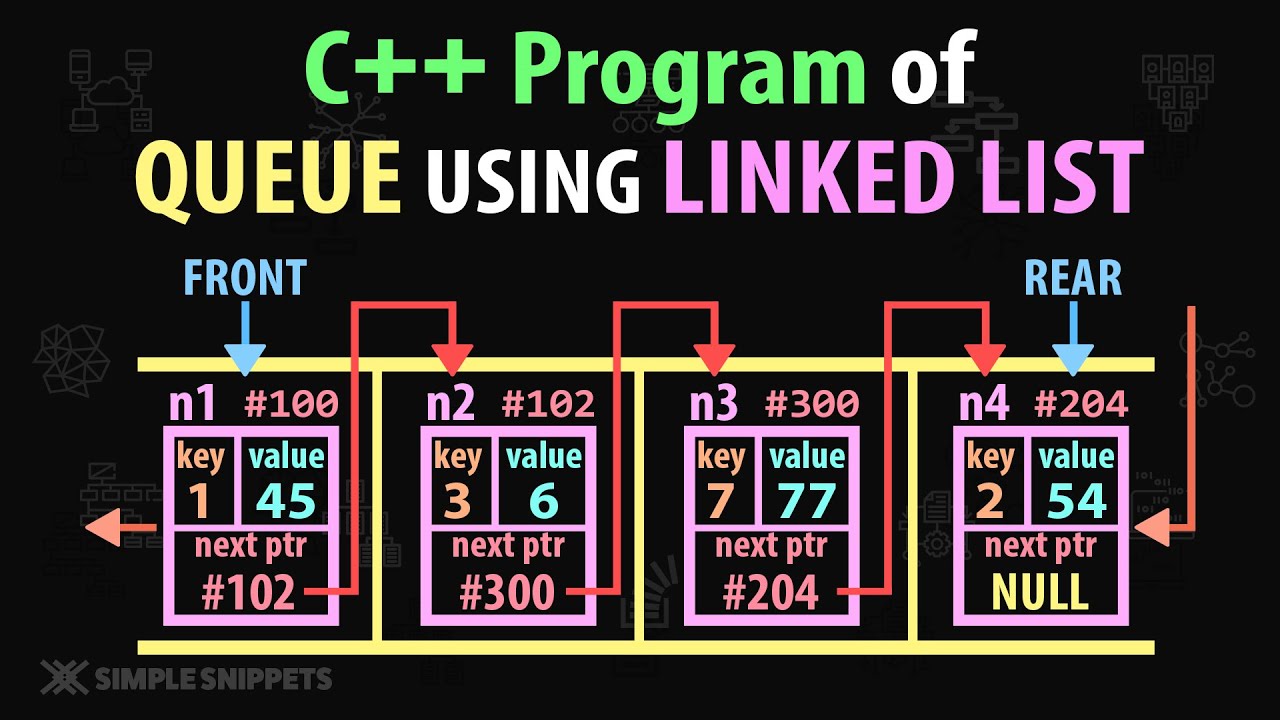 C++ Program of
QUEUE USING LINKED LIST
FRONT
REAR
n1 #100
n2 #102
n3 #300
n4 #204
key value
key value
key value
key value
1 45
3 6
7 77
2 54
next ptr
next ptr
next ptr
next ptr
#102
#300
#204
NULL
SIMPLE SNIPPETS